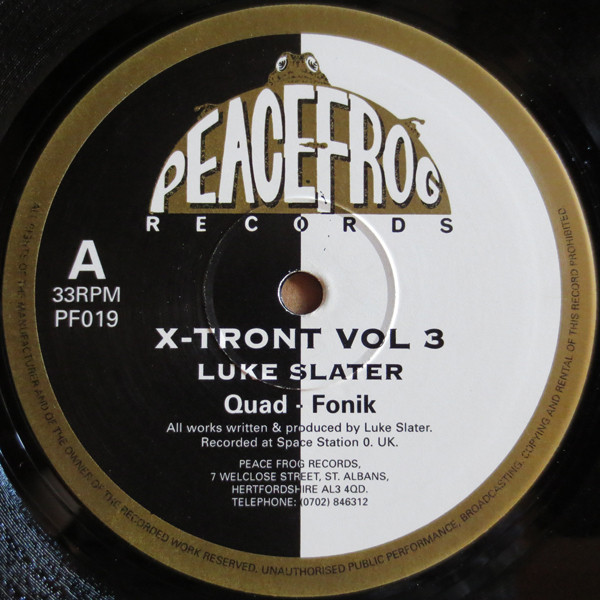 PEACEFROG
RECORDS
A
33RPM
PF019
X-TRONT VOL 3
LUKE SLATER
Quad - Fonik
All works written & produced by Luke Slater.
Recorded at Space Station 0. UK.
PEACE FROG RECORDS,
7 WELCLOSE STREET, ST. ALBANS,
HERTFORDSHIRE AL3 4QD.
TELEPHONE: (0702) 846312
ALL RIGHTS OF THE MANUFACTURER AND OF THE OWNER OF THE RECORDED WORK RESERVED. UNAUTHORISED PUBLIC PERFORMANCE, BROADCASTING, COPYING AND RENTAL OF THIS RECORD PROHIBITED.